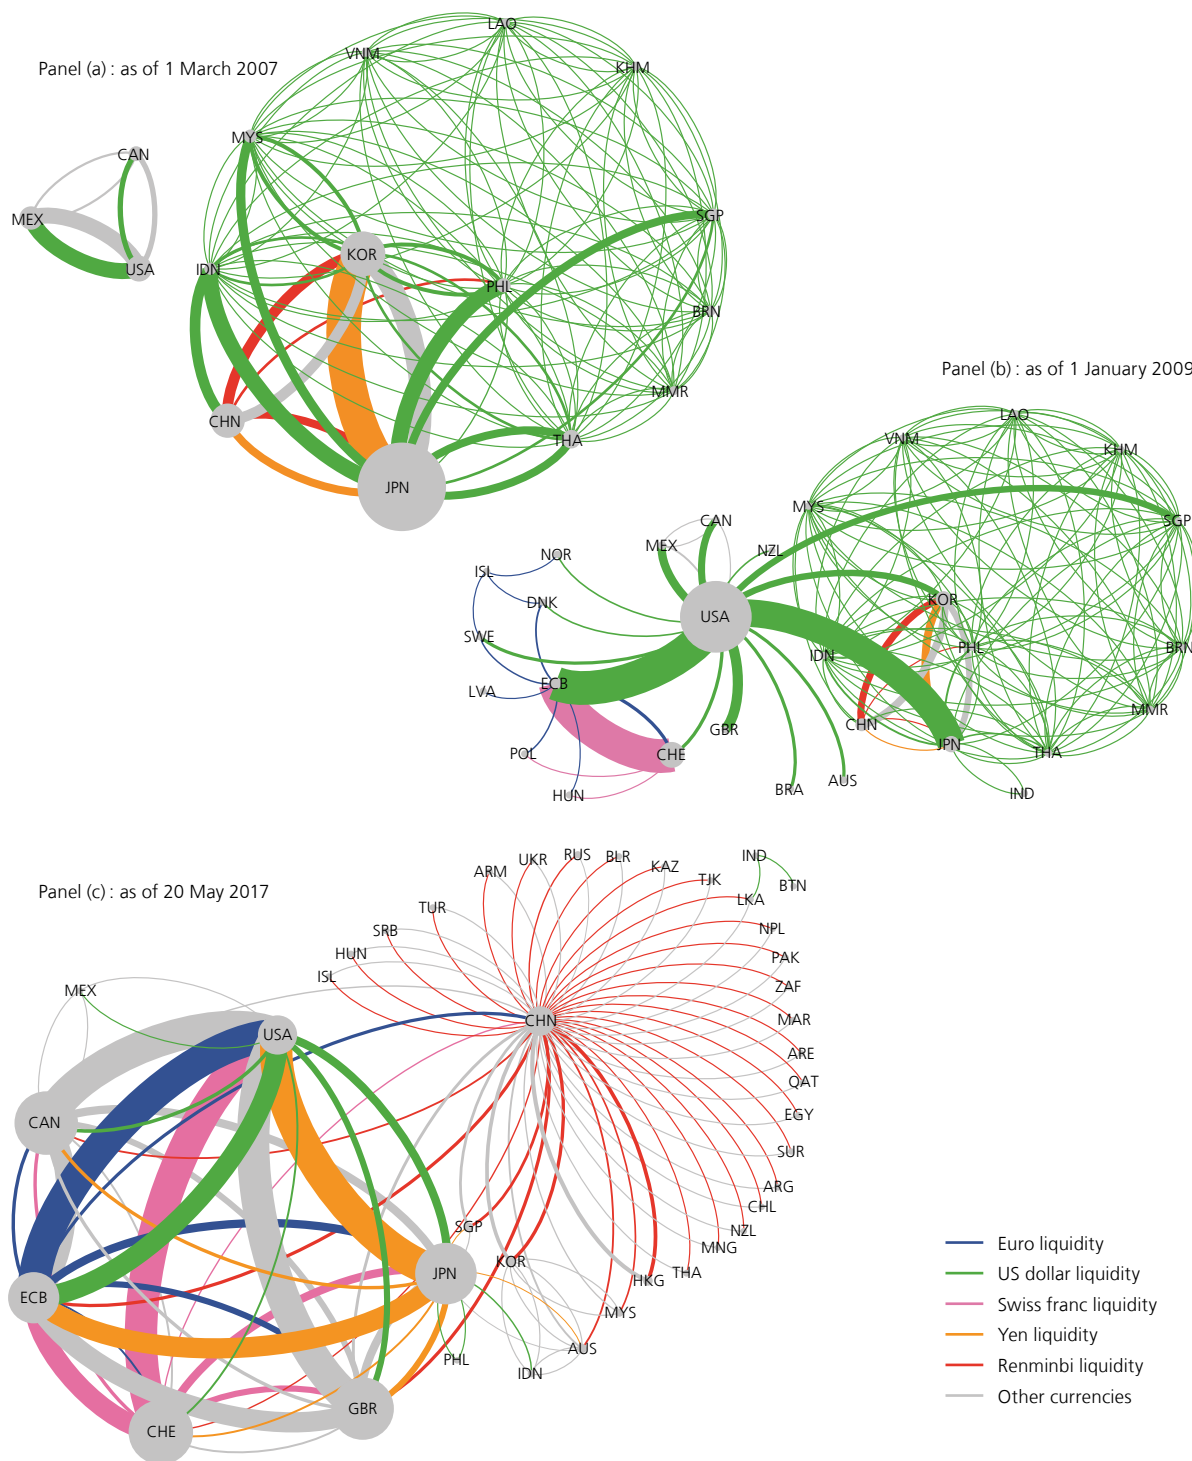 Panel (a) : as of 1 March 2007
LAO
VNM
KHM
MYS
CAN
MEX
USA
SGP
KOR
IDN
PHL
BRN
MMR
CHN
THA
JPN
Panel (b) : as of 1 January 2009
LAO
VNM
KHM
MYS
SGP
CAN
MEX
NZL
NOR
ISL
DNK
USA
KOR
SWE
PHL
IDN
BRN
ECB
LVA
MMR
GBR
CHN
JPN
POL
CHE
THA
HUN
BRA
AUS
IND
Panel (c) : as of 20 May 2017
ARM
UKR
RUS
BLR
KAZ
TJK
IND
BTN
LKA
TUR
SRB
HUN
ISL
NPL
PAK
ZAF
MEX
USA
CHN
MAR
ARE
QAT
CAN
EGY
SUR
ARG
CHL
NZL
MNG
SGP
KOR
JPN
HKG
THA
ECB
MYS
PHL
IDN
AUS
GBR
CHE
Euro liquidity
US dollar liquidity
Swiss franc liquidity
Yen liquidity
Renminbi liquidity
Other currencies